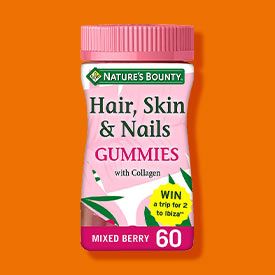 NATURE'S BOUNTY®
Hair, Skin
& Nails
GUMMIES
with Collagen
WIN
a trip for 2
to Ibiza**
MIXED BERRY 60